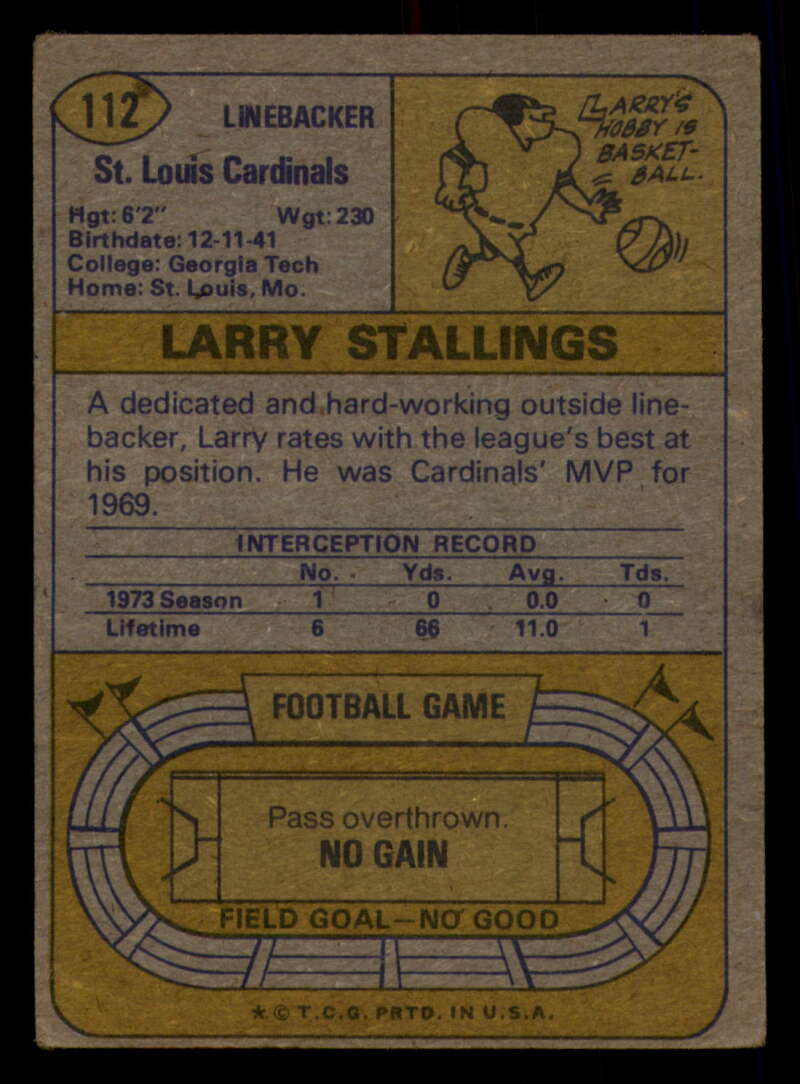 112
LINEBACKER
St. Louis Cardinals
Hgt: 6'2" Wgt: 230
Birthdate: 12-11-41
College: Georgia Tech
Home: St. Louis, Mo.
LARRY'S
HOBBY IS
BASKET-
BALL.
LARRY STALLINGS
A dedicated and hard-working outside line-
backer, Larry rates with the league's best at
his position. He was Cardinals' MVP for
1969.
INTERCEPTION RECORD
No. Yds. Avg. Tds.
1973 Season 1 0 0.0 0
Lifetime 6 66 11.0 1
FOOTBALL GAME
Pass overthrown.
NO GAIN
FIELD GOAL—NO GOOD
* © T.C.G. PRTD. IN U.S.A.